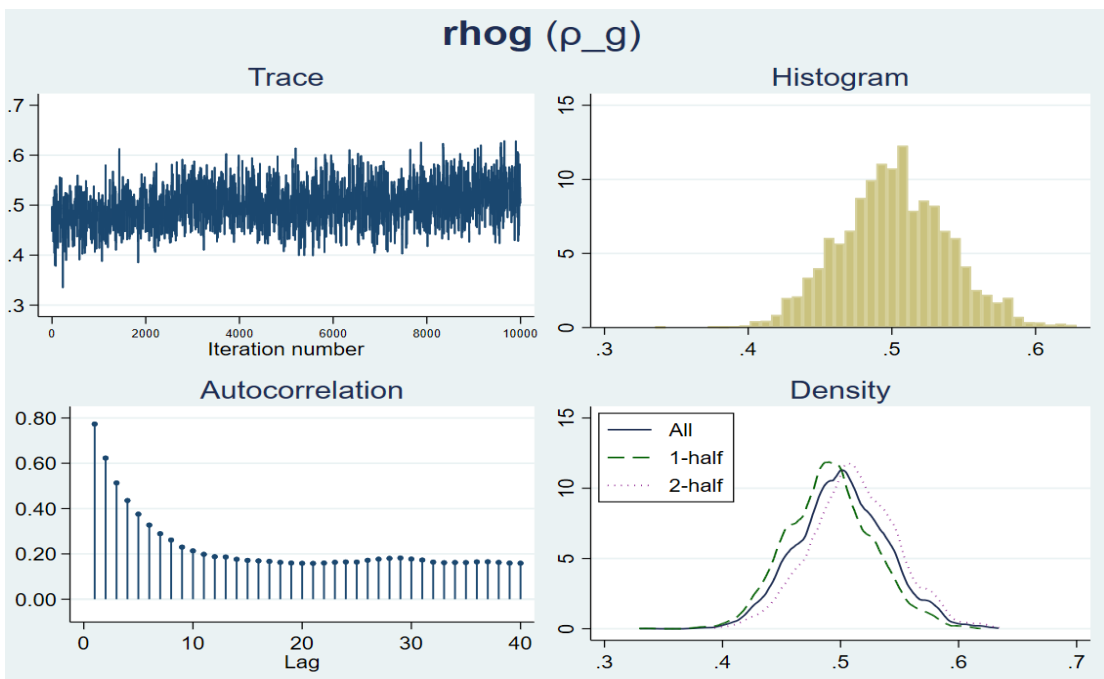 rhog (ρ_g)
Trace
.7
.6
.5
.4
.3
0 2000 4000 6000 8000 10000
Iteration number
Histogram
15
10
5
0
.3 .4 .5 .6
Autocorrelation
0.80
0.60
0.40
0.20
0.00
0 10 20 30 40
Lag
Density
15
10
5
0
All
1-half
2-half
.3 .4 .5 .6 .7